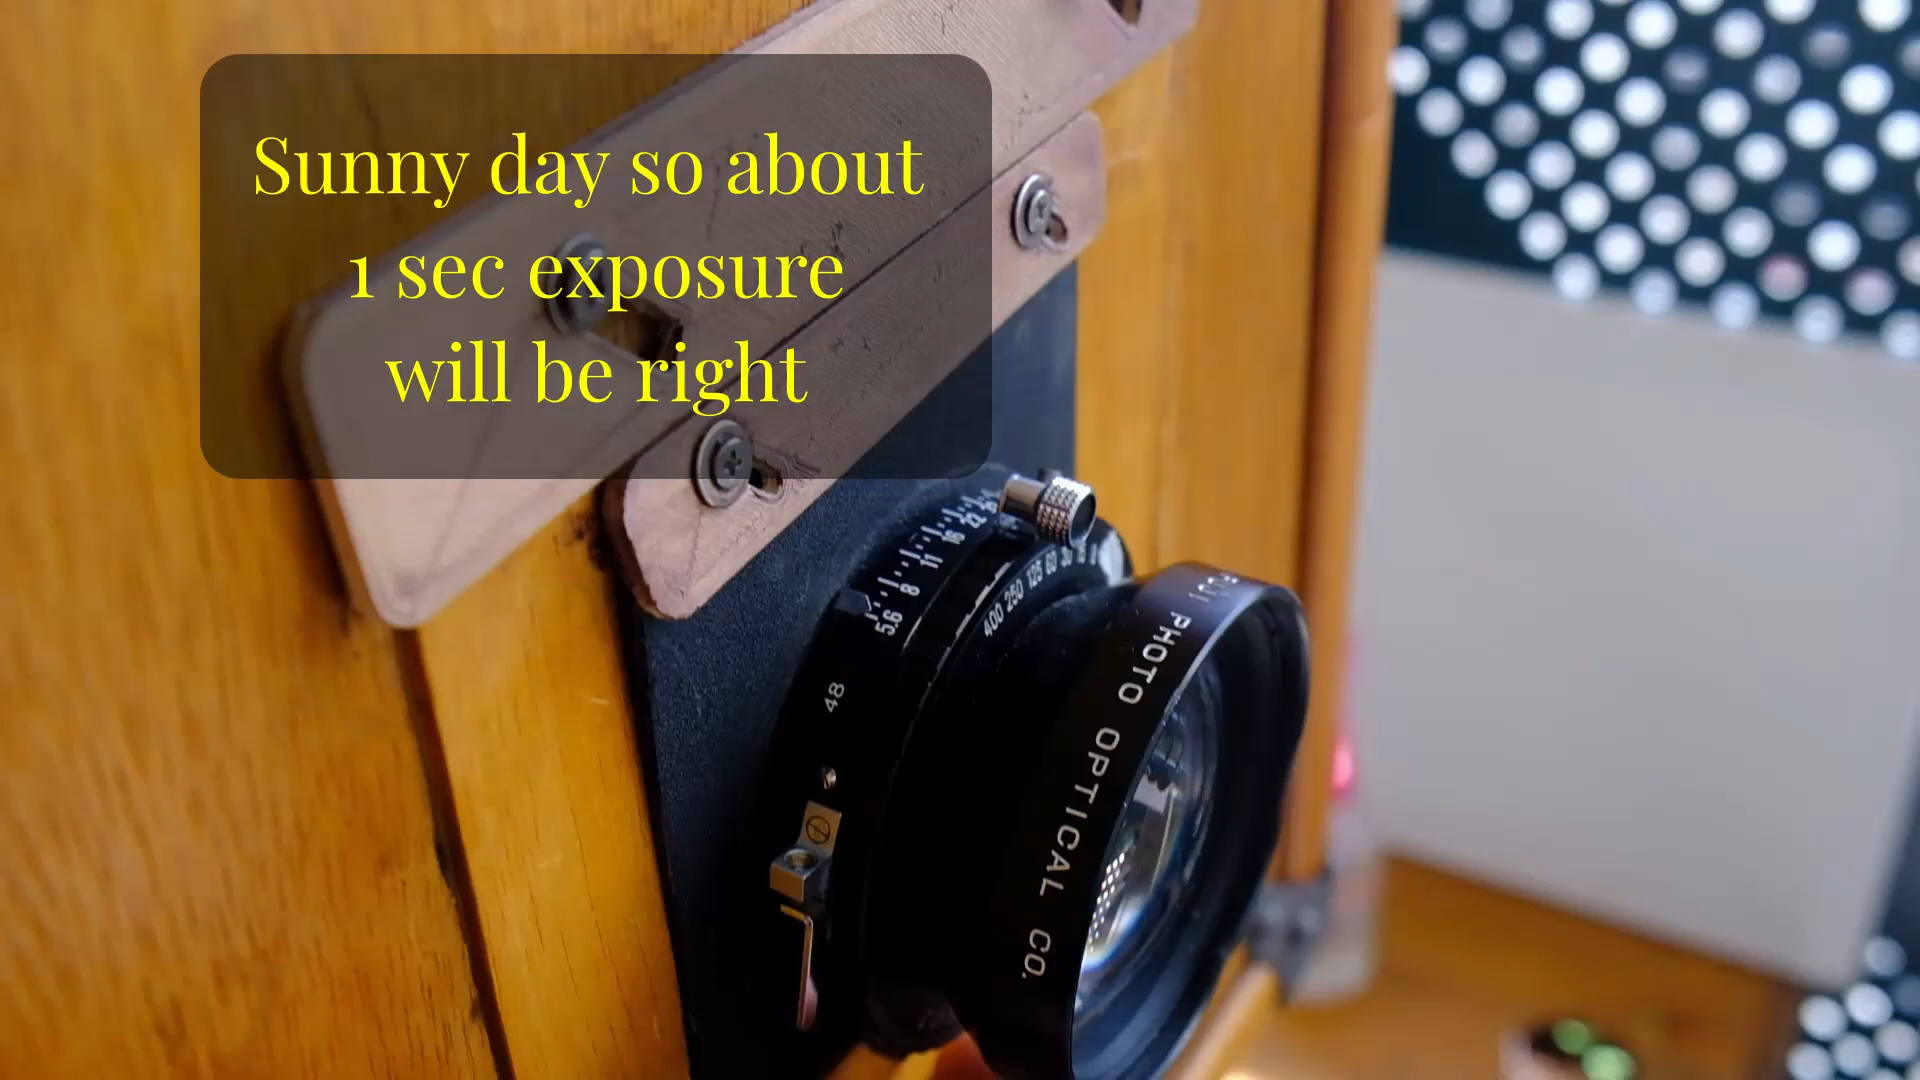 Sunny day so about
1 sec exposure
will be right
5.6 8 11 16 22
400 250 125 60 30
48
PHOTO OPTICAL CO.